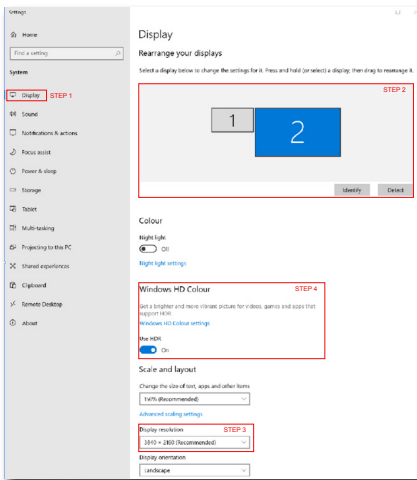 Settings
Home
Find a setting
System
Display STEP 1
Sound
Notifications & actions
Focus assist
Power & sleep
Storage
Tablet
Multi-tasking
Projecting to this PC
Shared experiences
Clipboard
Remote Desktop
About
Display
Rearrange your displays
Select a display below to change the settings for it. Press and hold (or select) a display, then drag to rearrange it.
STEP 2
1
2
Identify Detect
Colour
Night light
Off
Night light settings
Windows HD Colour STEP 4
Get a brighter and more vibrant picture for videos, games and apps that
support HDR.
Windows HD Colour settings
Use HDR
On
Scale and layout
Change the size of text, apps and other items
150% (Recommended)
Advanced scaling settings
Display resolution STEP 3
3840 × 2160 (Recommended)
Display orientation
Landscape